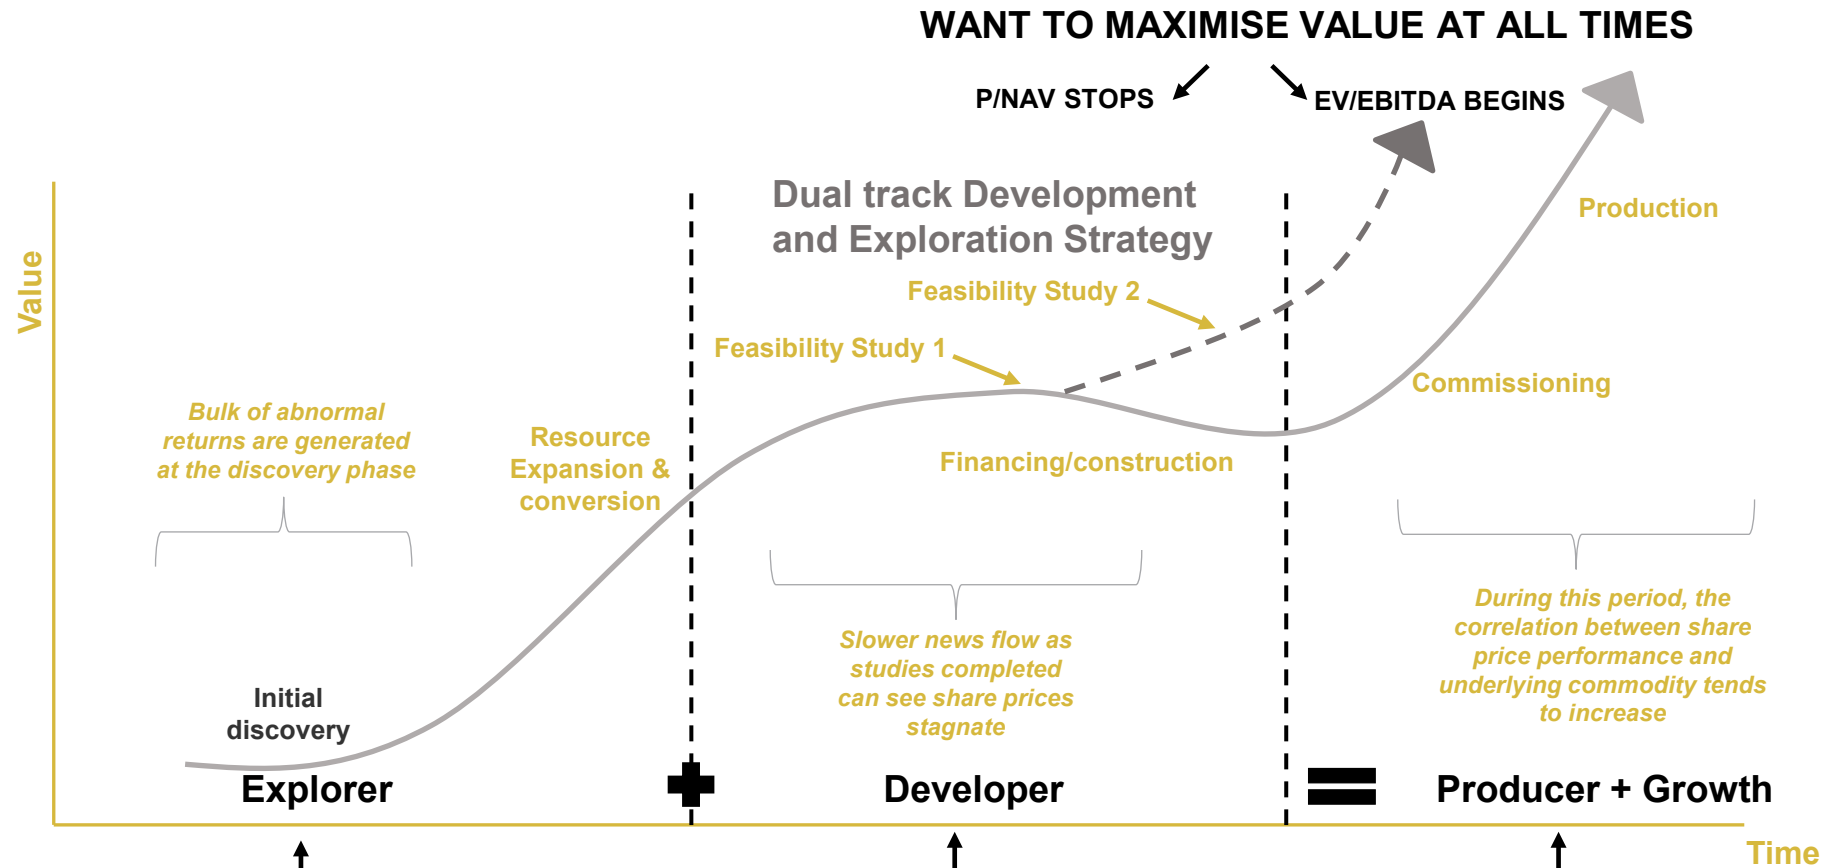 WANT TO MAXIMISE VALUE AT ALL TIMES
P/NAV STOPS
EV/EBITDA BEGINS
Dual track Development
and Exploration Strategy
Production
Value
Feasibility Study 2
Feasibility Study 1
Commissioning
Bulk of abnormal
returns are generated
at the discovery phase
Resource
Expansion &
conversion
Financing/construction
Slower news flow as
studies completed
can see share prices
stagnate
During this period, the
correlation between share
price performance and
underlying commodity tends
to increase
Initial
discovery
Explorer
Developer
Producer + Growth
Time